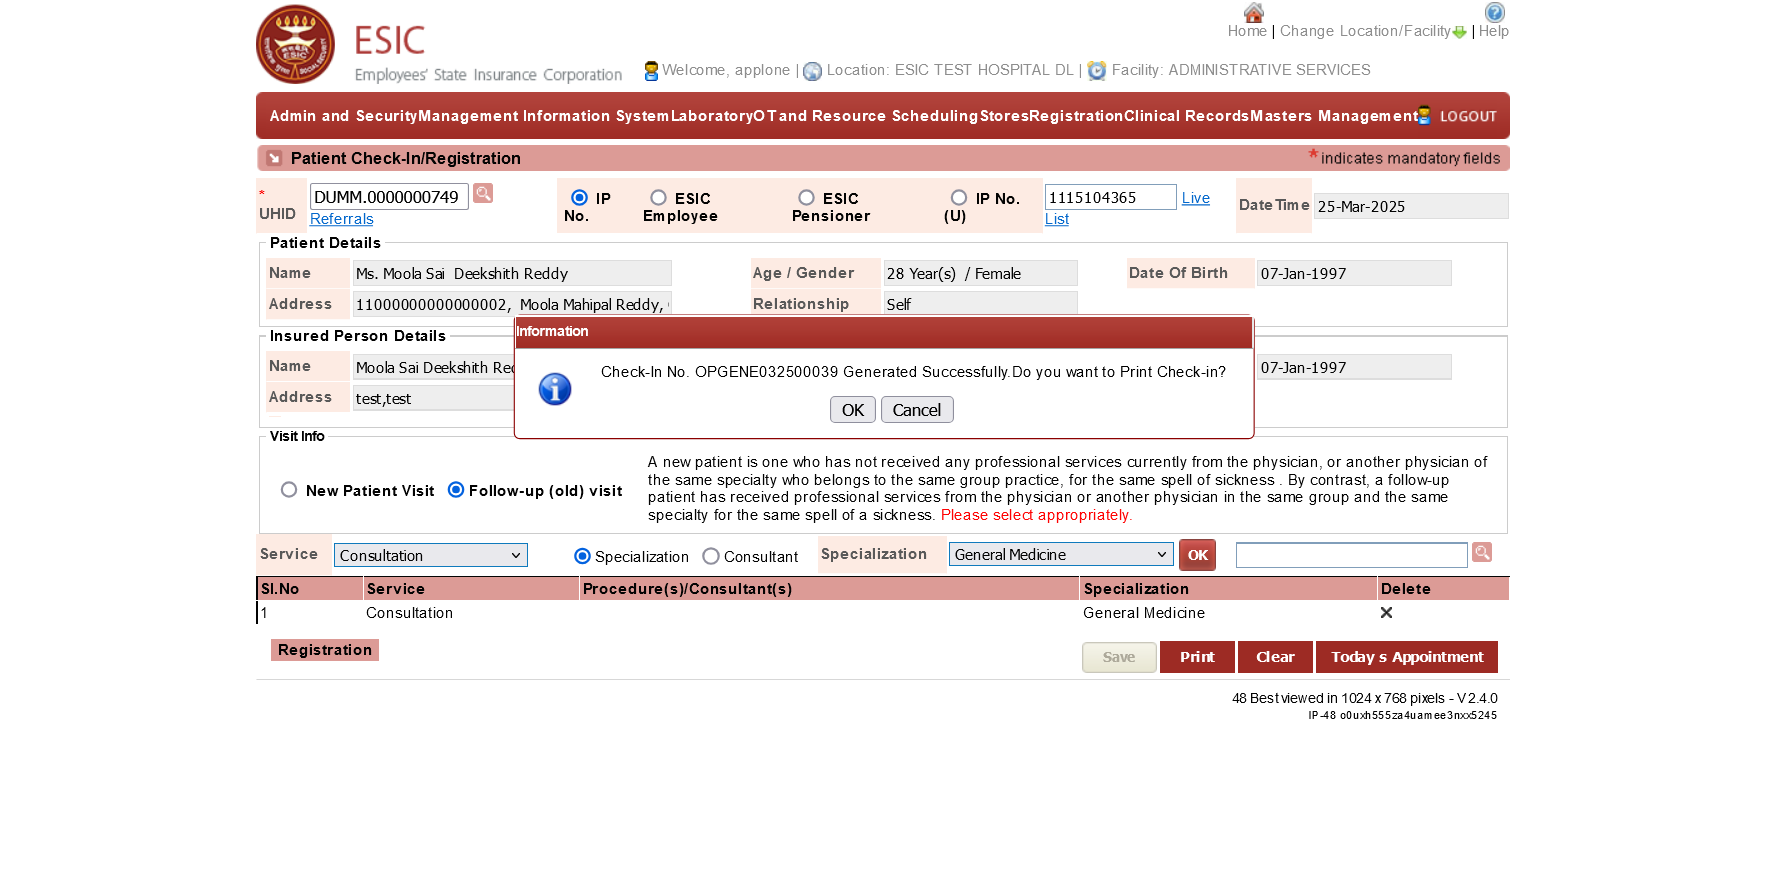 Home | Change Location/Facility | Help
ESIC
Employees' State Insurance Corporation
Welcome, applone | Location: ESIC TEST HOSPITAL DL | Facility: ADMINISTRATIVE SERVICES
Admin and Security Management Information System Laboratory OT and Resource Scheduling Stores Registration Clinical Records Masters Management LOGOUT
Patient Check-In/Registration * indicates mandatory fields
* UHID DUMM.0000000749 IP No. ESIC Employee ESIC Pensioner IP No. (U) 1115104365 Live List Date Time 25-Mar-2025
Referrals
Patient Details
Name Ms. Moola Sai Deekshith Reddy Age / Gender 28 Year(s) / Female Date Of Birth 07-Jan-1997
Address 11000000000000002, Moola Mahipal Reddy, Relationship Self
Insured Person Details
Information
Name Moola Sai Deekshith 07-Jan-1997
Check-In No. OPGENE032500039 Generated Successfully.Do you want to Print Check-in?
Address test,test
OK Cancel
Visit Info
New Patient Visit Follow-up (old) visit
A new patient is one who has not received any professional services currently from the physician, or another physician of
the same specialty who belongs to the same group practice, for the same spell of sickness . By contrast, a follow-up
patient has received professional services from the physician or another physician in the same group and the same
specialty for the same spell of a sickness. Please select appropriately.
Service Consultation Specialization Consultant Specialization General Medicine OK
Sl.No Service Procedure(s)/Consultant(s) Specialization Delete
1 Consultation General Medicine
Registration Save Print Clear Today s Appointment
48 Best viewed in 1024 x 768 pixels - V 2.4.0
IP-48 o0uxh555za4uamee3nxx5245